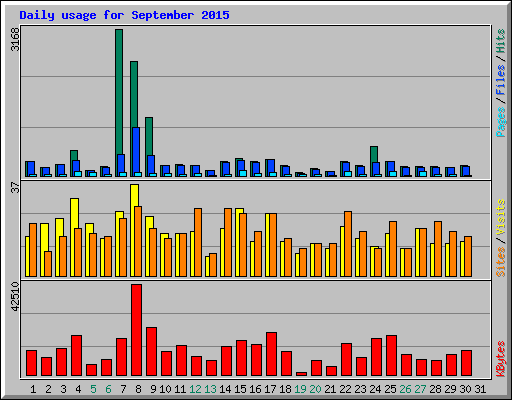 Daily usage for September 2015
3168
Pages / Files / Hits
37
Sites / Visits
42510
KBytes
1 2 3 4 5 6 7 8 9 10 11 12 13 14 15 16 17 18 19 20 21 22 23 24 25 26 27 28 29 30 31